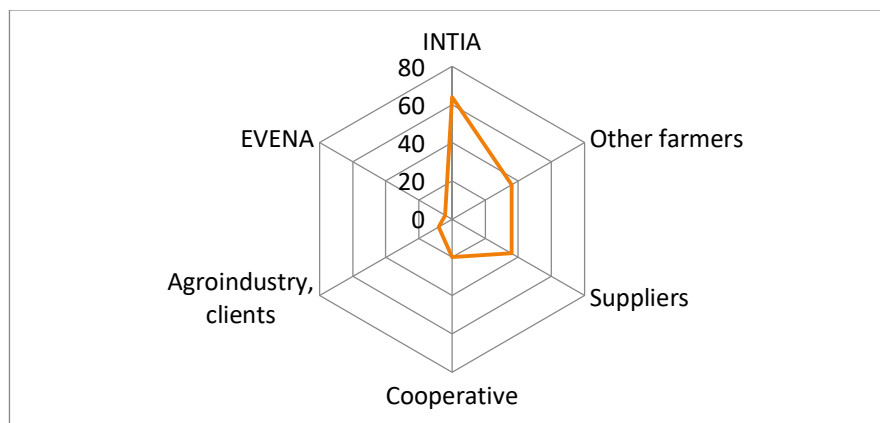 INTIA
80
60
40
20
0
EVENA
Other farmers
Agroindustry,
clients
Suppliers
Cooperative